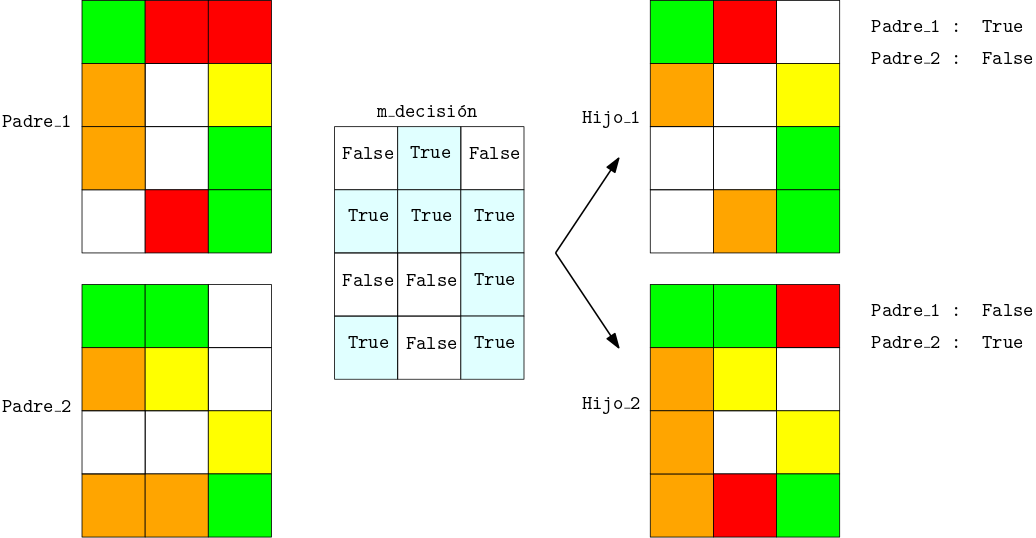 Padre_1
Padre_2
m_decisión
False True False
True True True
False False True
True False True
Hijo_1
Hijo_2
Padre_1 : True
Padre_2 : False
Padre_1 : False
Padre_2 : True